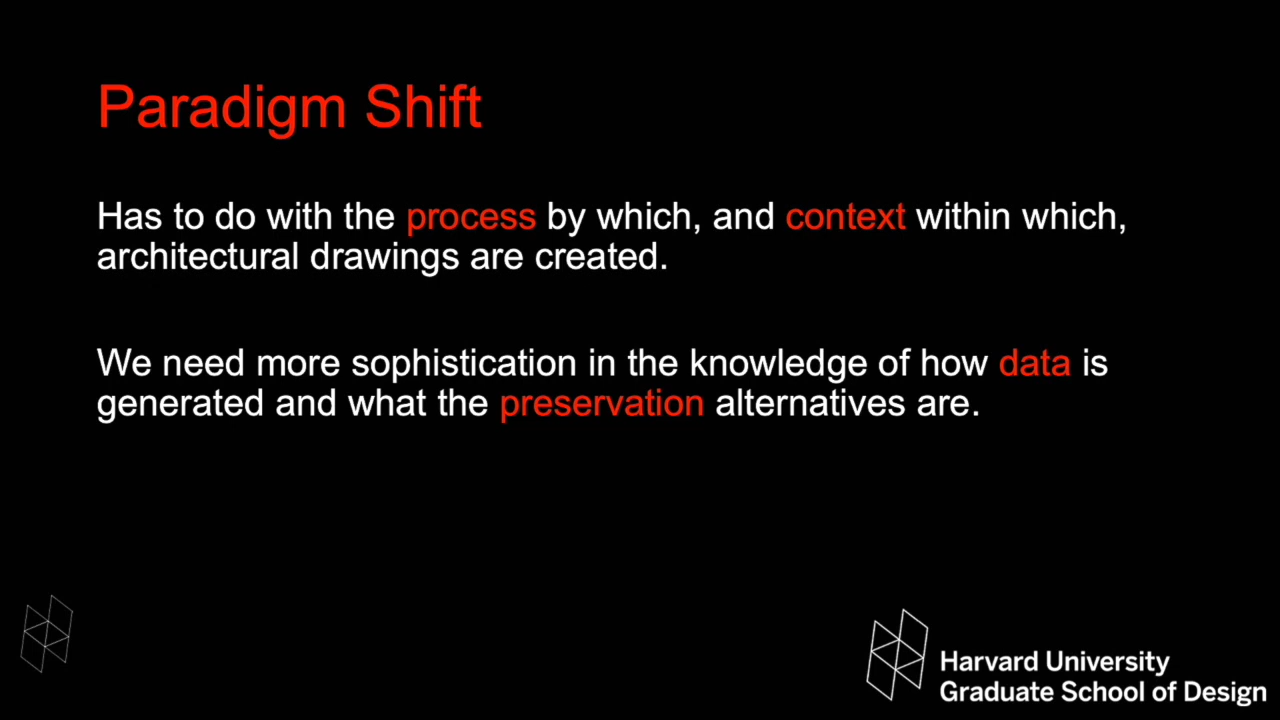 Paradigm Shift
Has to do with the process by which, and context within which,
architectural drawings are created.
We need more sophistication in the knowledge of how data is
generated and what the preservation alternatives are.
Harvard University
Graduate School of Design